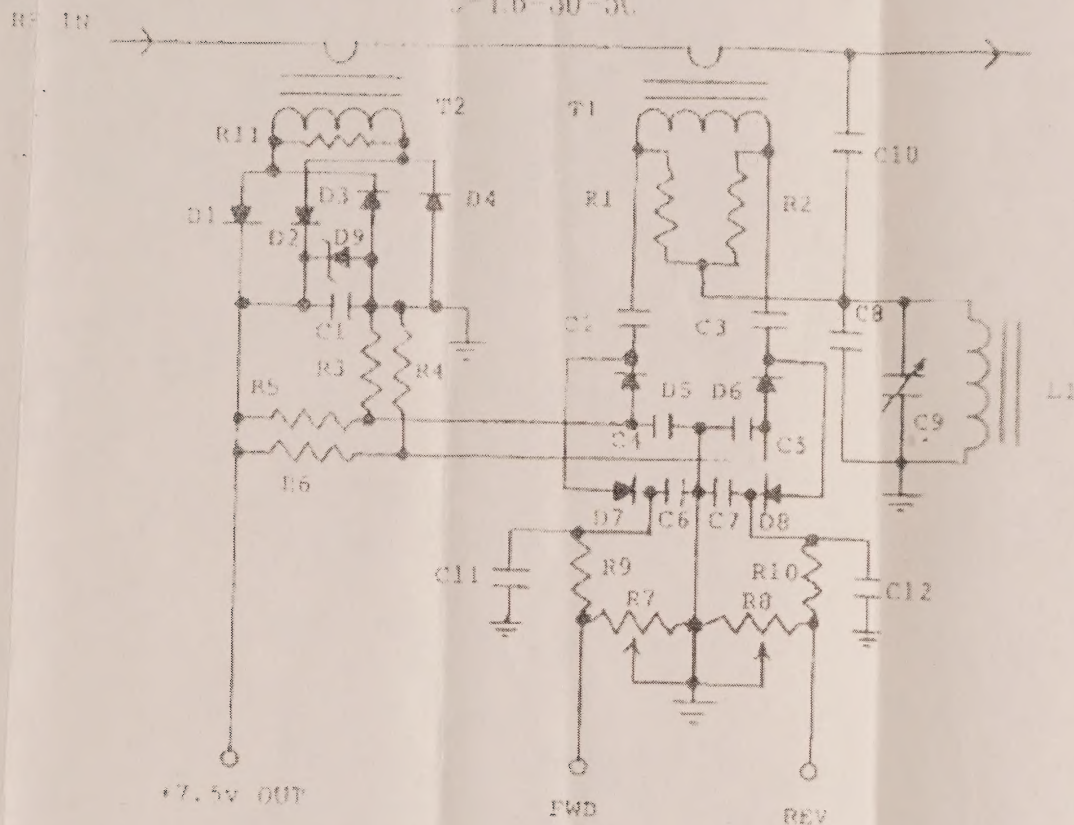 RF IN
T2
T1
R11
C10
D1
D3
D4
R1
R2
D2
D9
C1
C2
C3
C8
R3
R4
D5
D6
L1
R5
C4
C5
C9
R6
D7
C6
C7
D8
C11
R9
R7
R8
R10
C12
+7.5V OUT
FWD
REV